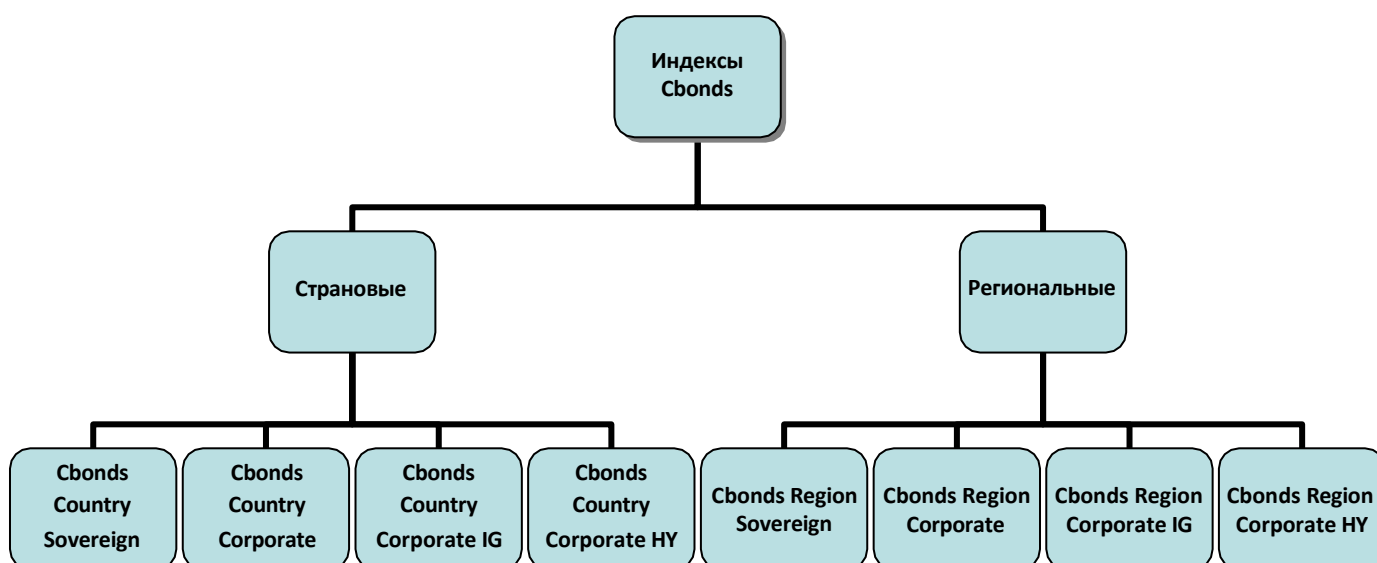 Индексы
Cbonds
Страновые
Региональные
Cbonds
Country
Sovereign
Cbonds
Country
Corporate
Cbonds
Country
Corporate IG
Cbonds
Country
Corporate HY
Cbonds Region
Sovereign
Cbonds Region
Corporate
Cbonds Region
Corporate IG
Cbonds Region
Corporate HY